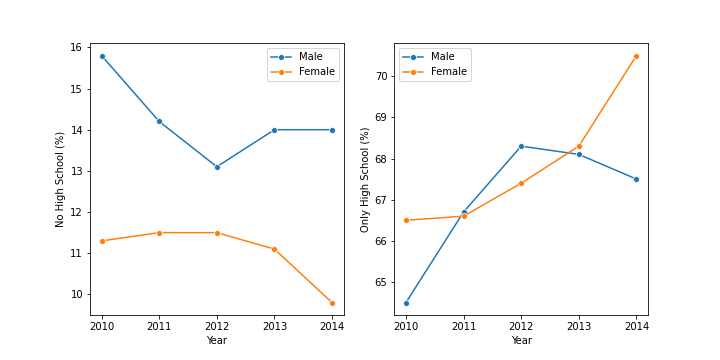 No High School (%)
16
15
14
13
12
11
10
Male
Female
2010 2011 2012 2013 2014
Year
Only High School (%)
70
69
68
67
66
65
Male
Female
2010 2011 2012 2013 2014
Year